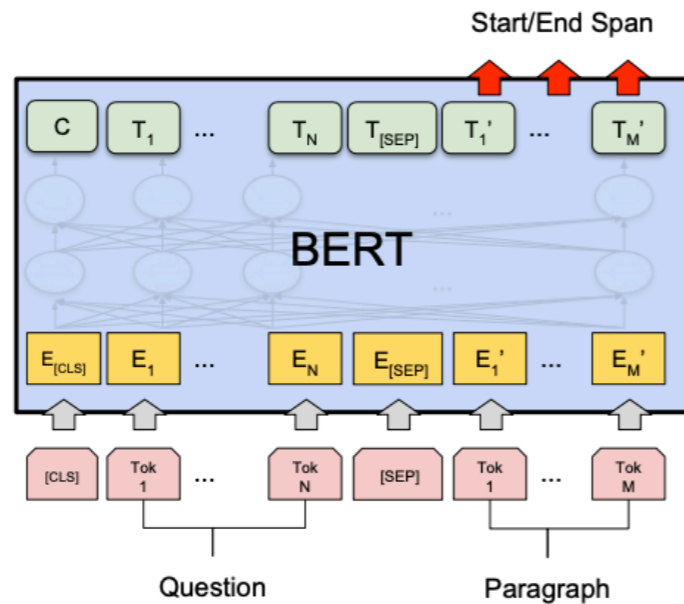 Start/End Span
C T1 ... TN T[SEP] T1' ... TM'
...
BERT
...
E[CLS] E1 ... EN E[SEP] E1' ... EM'
[CLS] Tok 1 ... Tok N [SEP] Tok 1 ... Tok M
Question Paragraph